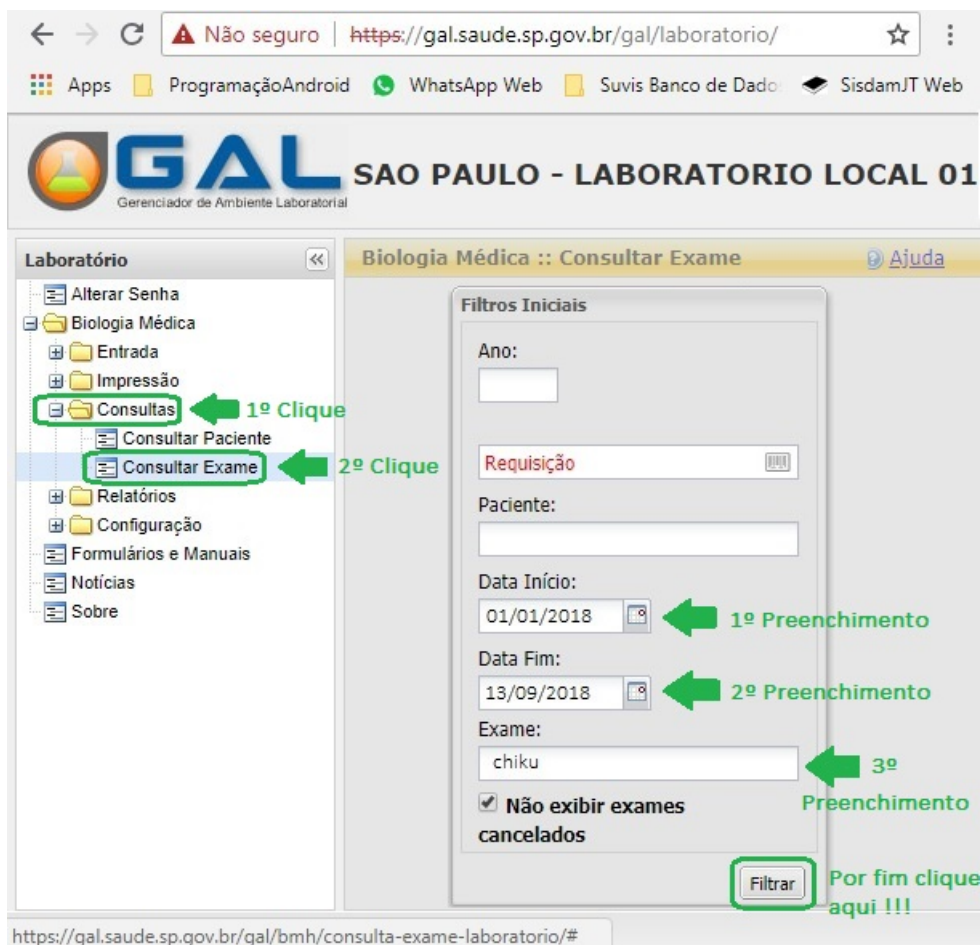 Não seguro | https://gal.saude.sp.gov.br/gal/laboratorio/
Apps ProgramaçãoAndroid WhatsApp Web Suvis Banco de Dado SisdamJT Web
GAL
Gerenciador de Ambiente Laboratorial
SAO PAULO - LABORATORIO LOCAL 01
Laboratório
Alterar Senha
Biologia Médica
Entrada
Impressão
Consultas 1º Clique
Consultar Paciente
Consultar Exame 2º Clique
Relatórios
Configuração
Formulários e Manuais
Notícias
Sobre
Biologia Médica :: Consultar Exame Ajuda
Filtros Iniciais
Ano:
Requisição
Paciente:
Data Início:
01/01/2018 1º Preenchimento
Data Fim:
13/09/2018 2º Preenchimento
Exame:
chiku 3º
Preenchimento
Não exibir exames
cancelados
Filtrar Por fim clique
aqui !!!
https://gal.saude.sp.gov.br/gal/bmh/consulta-exame-laboratorio/#